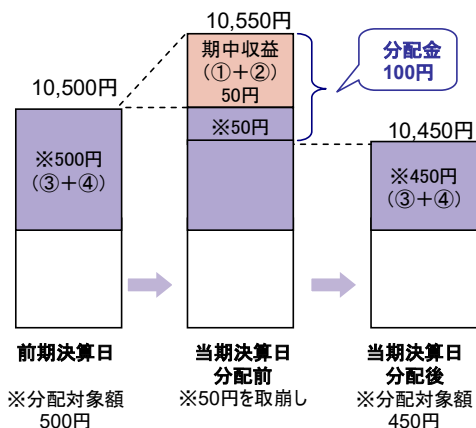 10,550円
期中収益
(①+②)
50円
分配金
100円
10,500円
※50円
10,450円
※500円
(③+④)
※450円
(③+④)
前期決算日
当期決算日
分配前
当期決算日
分配後
※分配対象額
500円
※50円を取崩し
※分配対象額
450円